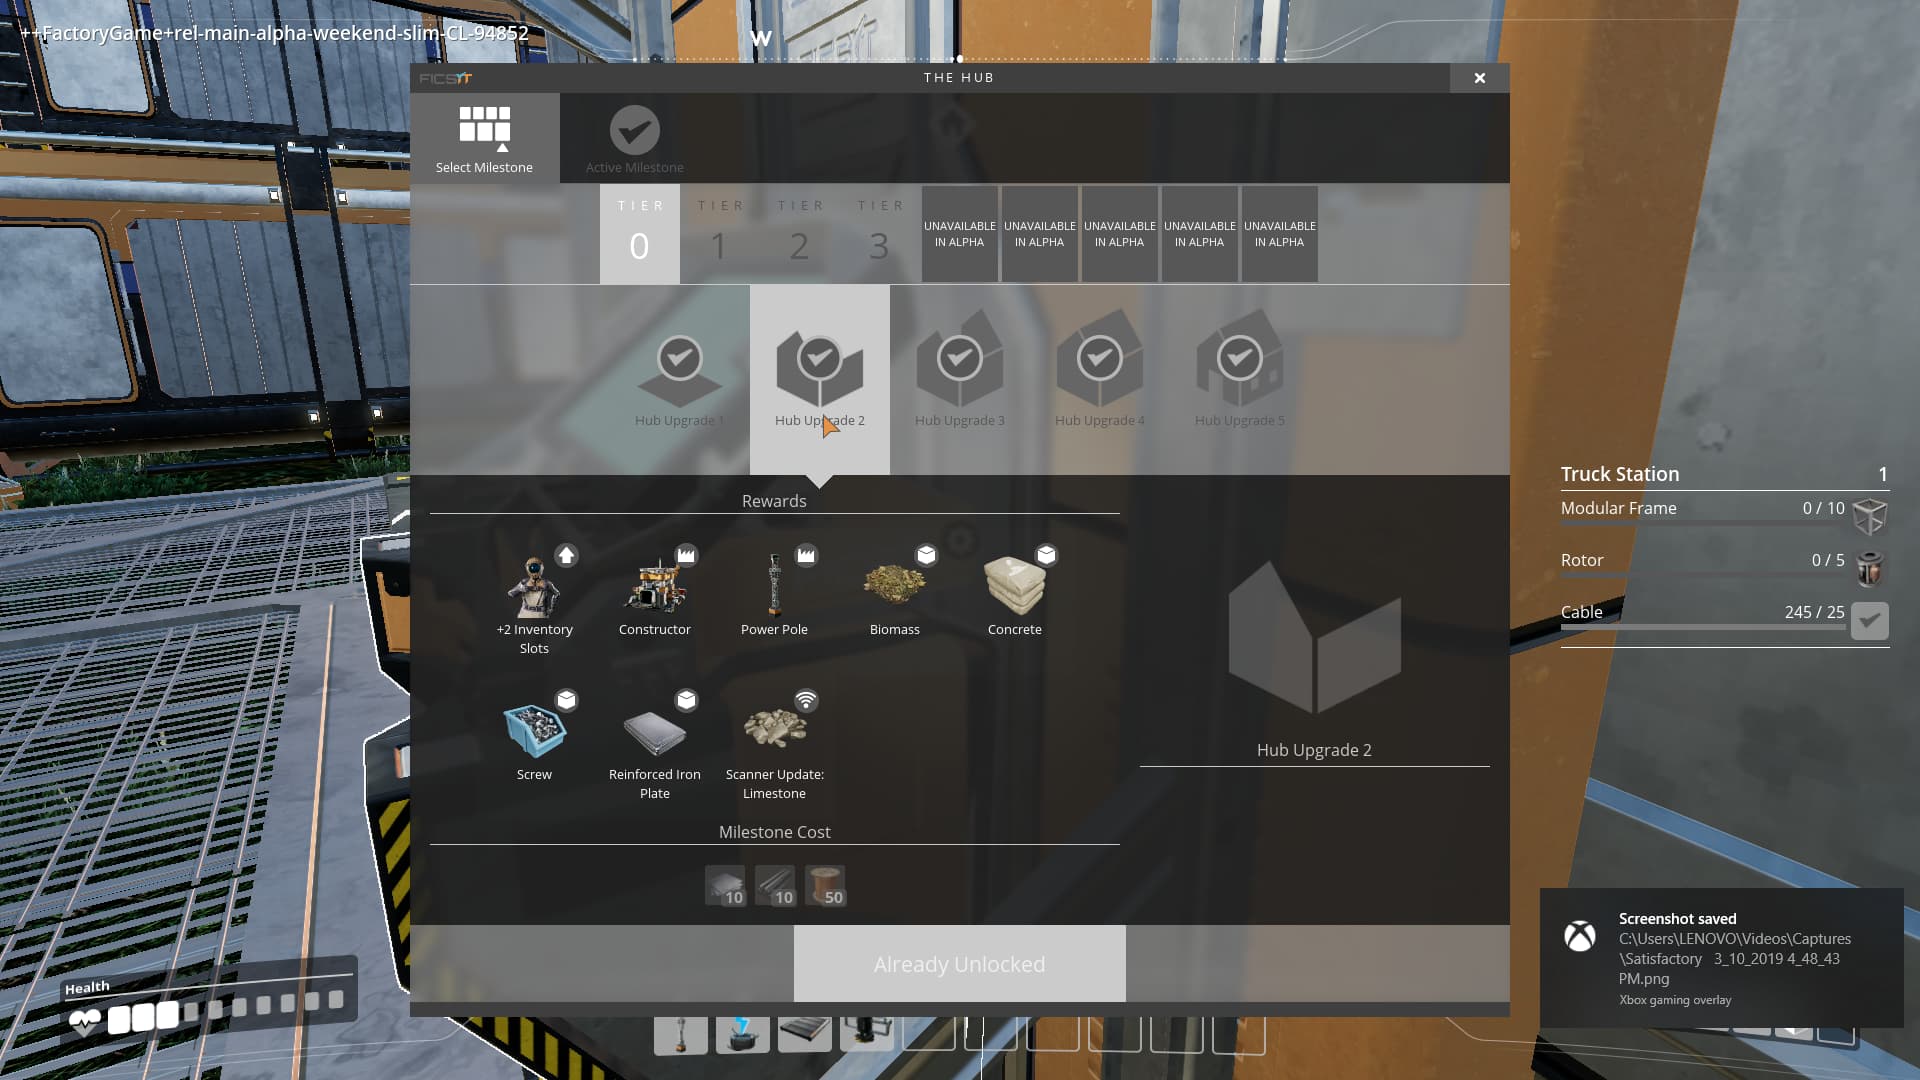 ++FactoryGame+rel-main-alpha-weekend-slim-CL-94852
W
FICSIT
THE HUB
Select Milestone
Active Milestone
TIER
0
TIER
1
TIER
2
TIER
3
UNAVAILABLE
IN ALPHA
UNAVAILABLE
IN ALPHA
UNAVAILABLE
IN ALPHA
UNAVAILABLE
IN ALPHA
UNAVAILABLE
IN ALPHA
Hub Upgrade 1
Hub Upgrade 2
Hub Upgrade 3
Hub Upgrade 4
Hub Upgrade 5
Rewards
+2 Inventory
Slots
Constructor
Power Pole
Biomass
Concrete
Screw
Reinforced Iron
Plate
Scanner Update:
Limestone
Milestone Cost
10
10
50
Hub Upgrade 2
Already Unlocked
Truck Station 1
Modular Frame 0 / 10
Rotor 0 / 5
Cable 245 / 25
Health
Screenshot saved
C:\Users\LENOVO\Videos\Captures
\Satisfactory 3_10_2019 4_48_43
PM.png
Xbox gaming overlay